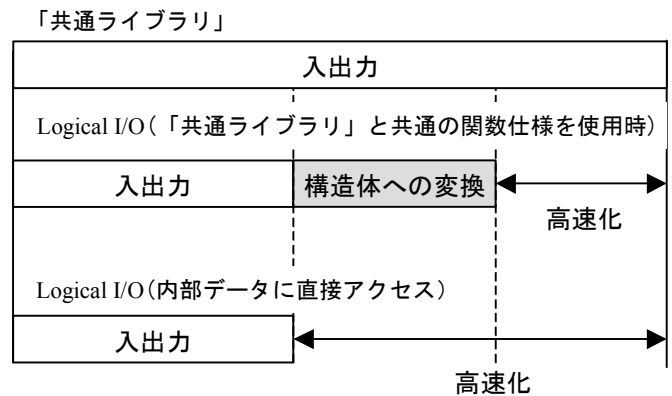 「共通ライブラリ」
入出力
Logical I/O(「共通ライブラリ」と共通の関数仕様を使用時)
入出力 構造体への変換
高速化
Logical I/O(内部データに直接アクセス)
入出力
高速化